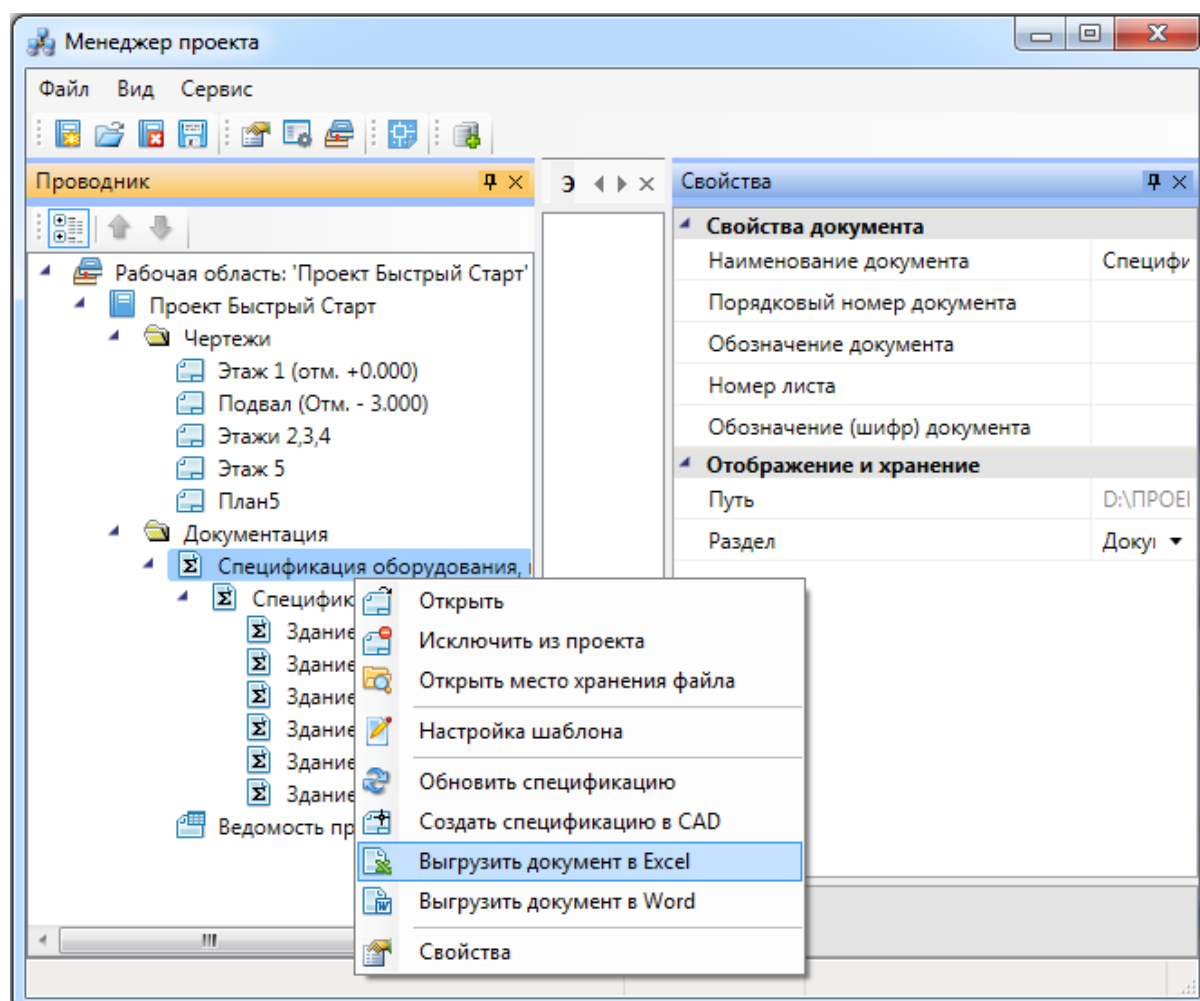 Менеджер проекта
Файл Вид Сервис
Проводник
Э
Свойства
Рабочая область: 'Проект Быстрый Старт'
Проект Быстрый Старт
Чертежи
Этаж 1 (отм. +0.000)
Подвал (Отм. - 3.000)
Этажи 2,3,4
Этаж 5
План5
Документация
Спецификация оборудования,
Специфик
Здание
Здание
Здание
Здание
Здание
Здание
Ведомость пр
Свойства документа
Наименование документа Специфи
Порядковый номер документа
Обозначение документа
Номер листа
Обозначение (шифр) документа
Отображение и хранение
Путь D:\ПРОЕ
Раздел Доку
Открыть
Исключить из проекта
Открыть место хранения файла
Настройка шаблона
Обновить спецификацию
Создать спецификацию в CAD
Выгрузить документ в Excel
Выгрузить документ в Word
Свойства